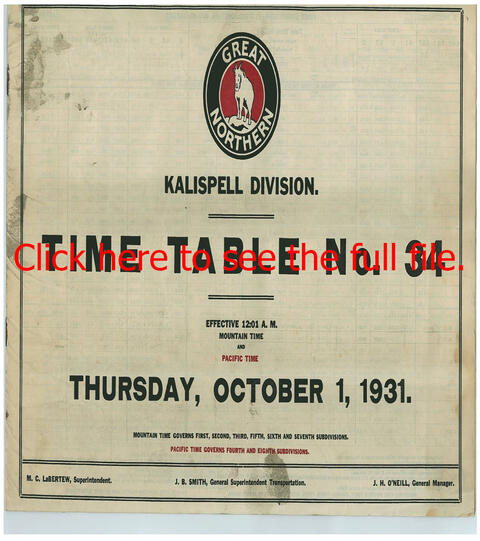 GREAT
NORTHERN
KALISPELL DIVISION.
TIME TABLE No. 34
Click here to see the full file.
EFFECTIVE 12:01 A. M.
MOUNTAIN TIME
AND
PACIFIC TIME
THURSDAY, OCTOBER 1, 1931.
MOUNTAIN TIME GOVERNS FIRST, SECOND, THIRD, FIFTH, SIXTH AND SEVENTH SUBDIVISIONS.
PACIFIC TIME GOVERNS FOURTH AND EIGHTH SUBDIVISIONS.
M. C. LaBERTEW, Superintendent. J. B. SMITH, General Superintendent Transportation. J. H. O'NEILL, General Manager.